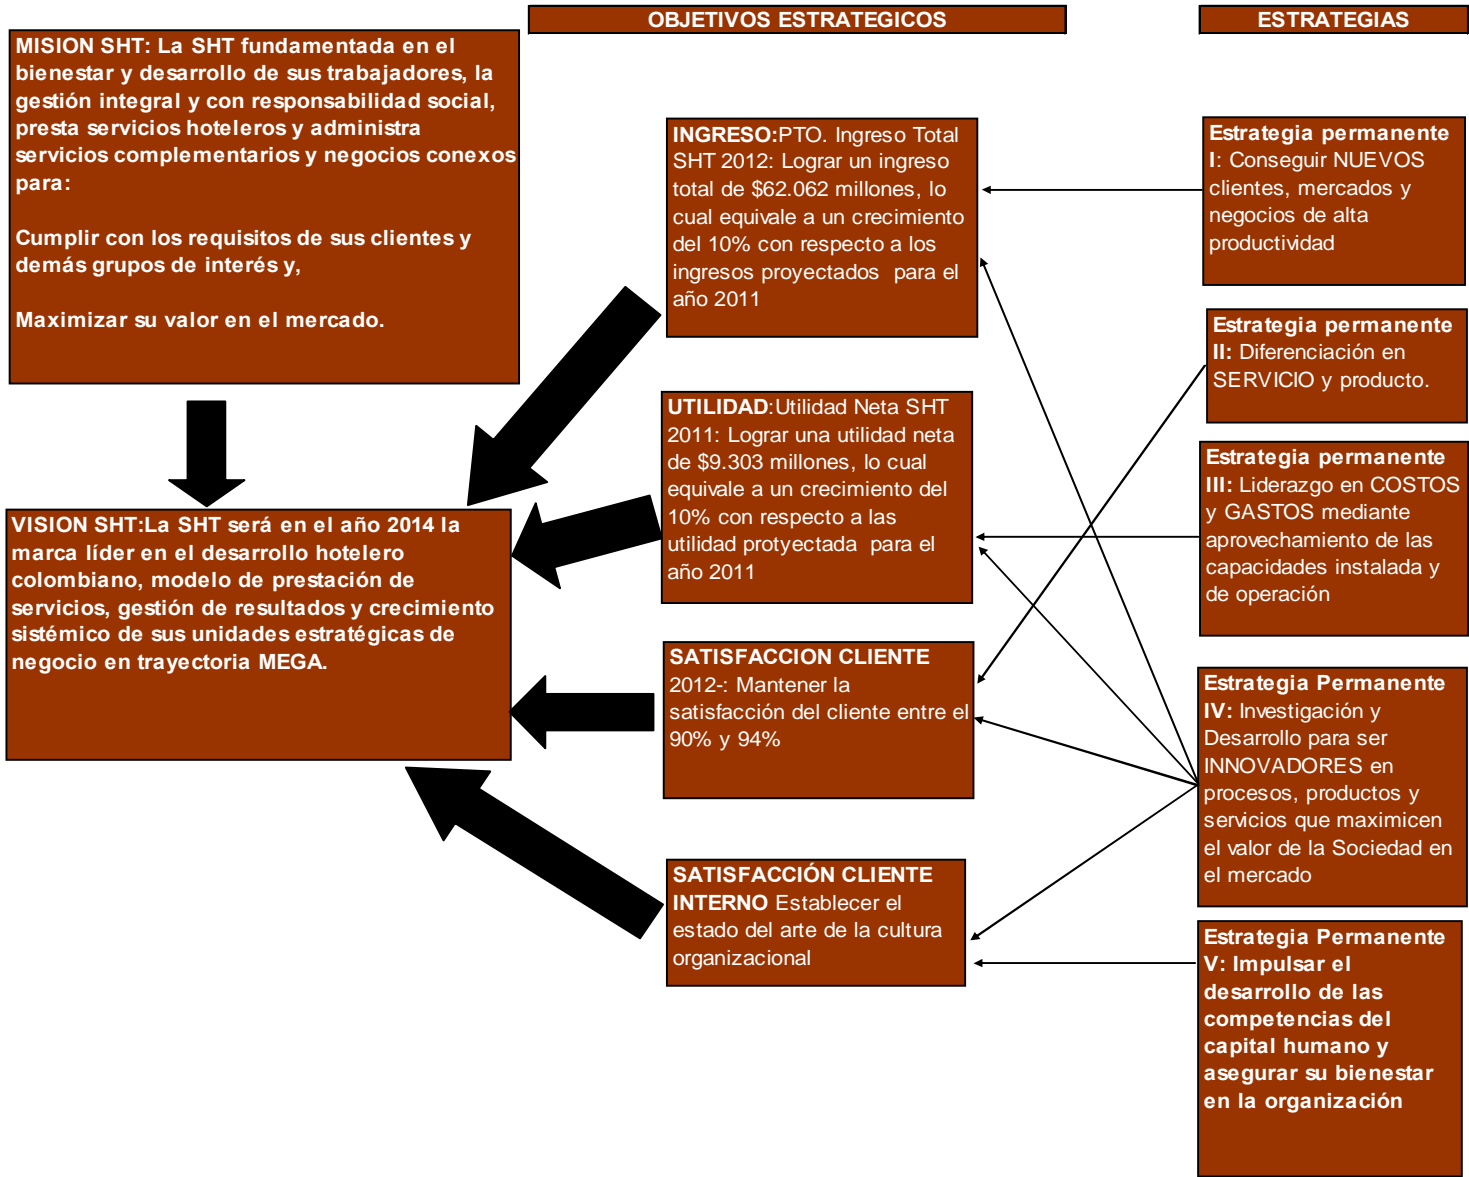 OBJETIVOS ESTRATEGICOS
ESTRATEGIAS
MISION SHT: La SHT fundamentada en el
bienestar y desarrollo de sus trabajadores, la
gestión integral y con responsabilidad social,
presta servicios hoteleros y administra
servicios complementarios y negocios conexos
para:
Cumplir con los requisitos de sus clientes y
demás grupos de interés y,
Maximizar su valor en el mercado.
VISION SHT:La SHT será en el año 2014 la
marca líder en el desarrollo hotelero
colombiano, modelo de prestación de
servicios, gestión de resultados y crecimiento
sistémico de sus unidades estratégicas de
negocio en trayectoria MEGA.
INGRESO:PTO. Ingreso Total
SHT 2012: Lograr un ingreso
total de $62.062 millones, lo
cual equivale a un crecimiento
del 10% con respecto a los
ingresos proyectados para el
año 2011
UTILIDAD:Utilidad Neta SHT
2011: Lograr una utilidad neta
de $9.303 millones, lo cual
equivale a un crecimiento del
10% con respecto a las
utilidad protyectada para el
año 2011
SATISFACCION CLIENTE
2012-: Mantener la
satisfacción del cliente entre el
90% y 94%
SATISFACCIÓN CLIENTE
INTERNO Establecer el
estado del arte de la cultura
organizacional
Estrategia permanente
I: Conseguir NUEVOS
clientes, mercados y
negocios de alta
productividad
Estrategia permanente
II: Diferenciación en
SERVICIO y producto.
Estrategia permanente
III: Liderazgo en COSTOS
y GASTOS mediante
aprovechamiento de las
capacidades instalada y
de operación
Estrategia Permanente
IV: Investigación y
Desarrollo para ser
INNOVADORES en
procesos, productos y
servicios que maximicen
el valor de la Sociedad en
el mercado
Estrategia Permanente
V: Impulsar el
desarrollo de las
competencias del
capital humano y
asegurar su bienestar
en la organización